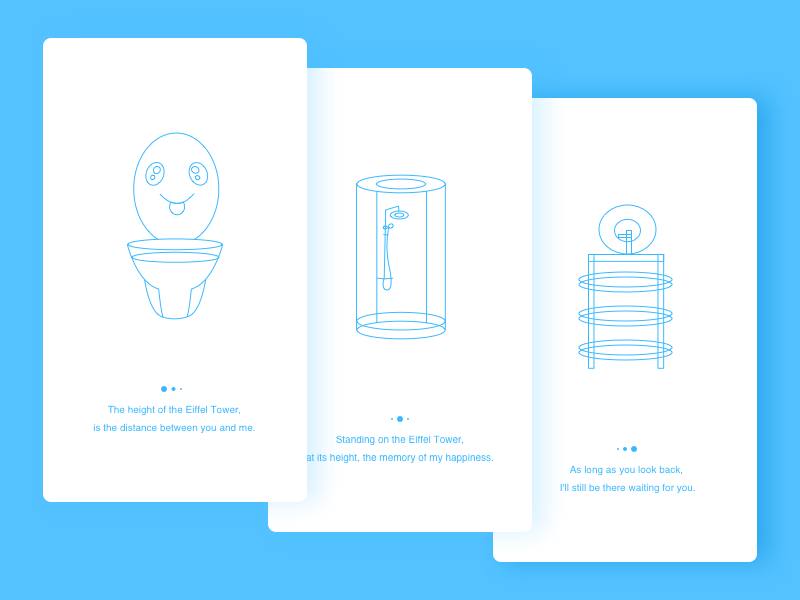 The height of the Eiffel Tower,
is the distance between you and me.
Standing on the Eiffel Tower,
at its height, the memory of my happiness.
As long as you look back,
I'll still be there waiting for you.